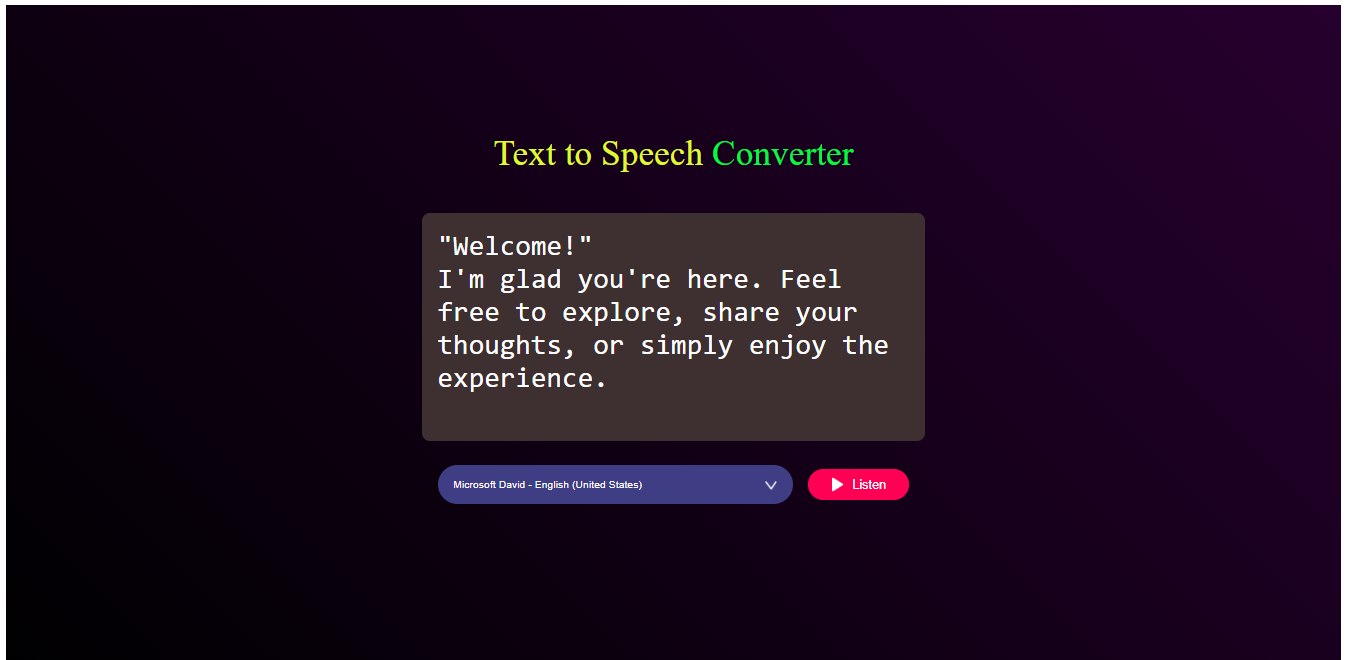 Text to Speech Converter
"Welcome!"
I'm glad you're here. Feel
free to explore, share your
thoughts, or simply enjoy the
experience.
Microsoft David - English (United States)
Listen